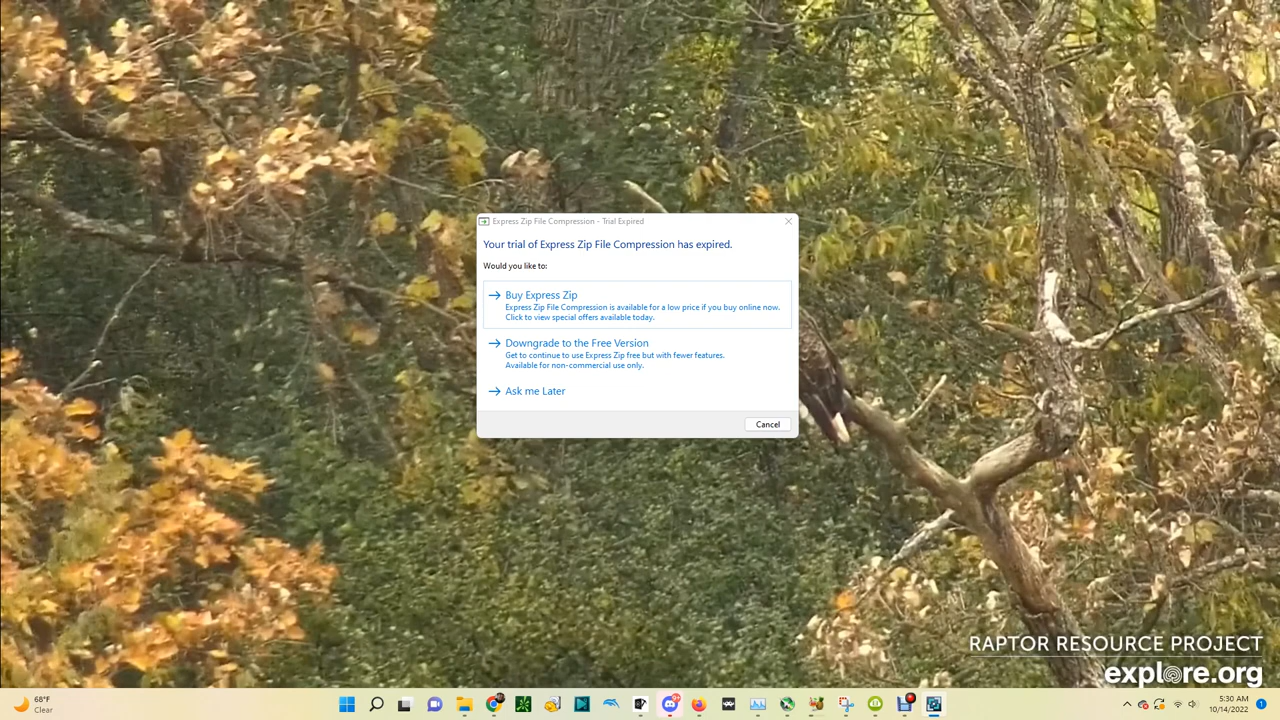 Express Zip File Compression - Trial Expired
Your trial of Express Zip File Compression has expired.
Would you like to:
Buy Express Zip
Express Zip File Compression is available for a low price if you buy online now.
Click to view special offers available today.
Downgrade to the Free Version
Get to continue to use Express Zip free but with fewer features.
Available for non-commercial use only.
Ask me Later
Cancel
RAPTOR RESOURCE PROJECT
explore.org
68°F
Clear
9+
5:30 AM
10/14/2022
1